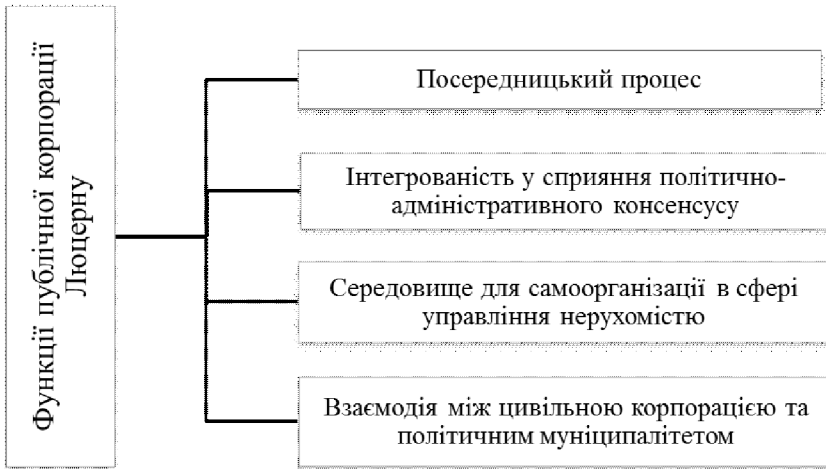 Функції публічної корпорації
Люцерну
Посередницький процес
Інтегрованість у сприяння політично-
адміністративного консенсусу
Середовище для самоорганізації в сфері
управління нерухомістю
Взаємодія між цивільною корпорацією та
політичним муніципалітетом